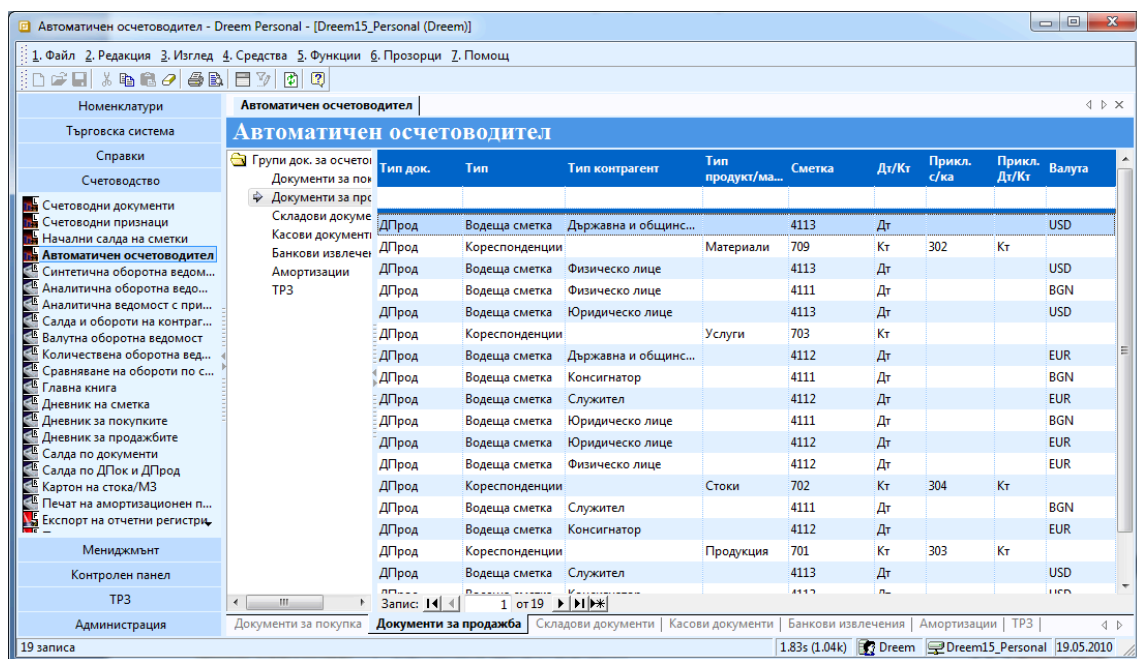 Автоматичен осчетоводител - Dreem Personal - [Dreem15_Personal (Dreem)]
1. Файл 2. Редакция 3. Изглед 4. Средства 5. Функции 6. Прозорци 7. Помощ
Номенклатури
Търговска система
Справки
Счетоводство
Счетоводни документи
Счетоводни признаци
Начални салда на сметки
Автоматичен осчетоводител
Синтетична оборотна ведом...
Аналитична оборотна ведо...
Аналитична ведомост с при...
Салда и обороти на контраг...
Валутна оборотна ведомост
Количествена оборотна вед...
Сравняване на обороти по с...
Главна книга
Дневник на сметка
Дневник за покупките
Дневник за продажбите
Салда по документи
Салда по ДПок и ДПрод
Картон на стока/МЗ
Печат на амортизационен п...
Експорт на отчетни регистри
Мениджмънт
Контролен панел
ТРЗ
Администрация
Автоматичен осчетоводител
Автоматичен осчетоводител
Групи док. за осчето
Документи за пок
Документи за про
Складови докуме
Касови документ
Банкови извлечен
Амортизации
ТРЗ
Тип док. Тип Тип контрагент Тип продукт/ма... Сметка Дт/Кт Прикл. с/ка Прикл. Дт/Кт Валута
ДПрод Водеща сметка Държавна и общинс... 4113 Дт USD
ДПрод Кореспонденции Материали 709 Кт 302 Кт
ДПрод Водеща сметка Физическо лице 4113 Дт USD
ДПрод Водеща сметка Физическо лице 4111 Дт BGN
ДПрод Водеща сметка Юридическо лице 4113 Дт USD
ДПрод Кореспонденции Услуги 703 Кт
ДПрод Водеща сметка Държавна и общинс... 4112 Дт EUR
ДПрод Водеща сметка Консигнатор 4111 Дт BGN
ДПрод Водеща сметка Служител 4112 Дт EUR
ДПрод Водеща сметка Юридическо лице 4111 Дт BGN
ДПрод Водеща сметка Юридическо лице 4112 Дт EUR
ДПрод Водеща сметка Физическо лице 4112 Дт EUR
ДПрод Кореспонденции Стоки 702 Кт 304 Кт
ДПрод Водеща сметка Служител 4111 Дт BGN
ДПрод Водеща сметка Консигнатор 4112 Дт EUR
ДПрод Кореспонденции Продукция 701 Кт 303 Кт
ДПрод Водеща сметка Служител 4113 Дт USD
Запис: 1 от 19
Документи за покупка Документи за продажба Складови документи Касови документи Банкови извлечения Амортизации ТРЗ
19 записа 1.83s (1.04k) Dreem Dreem15_Personal 19.05.2010